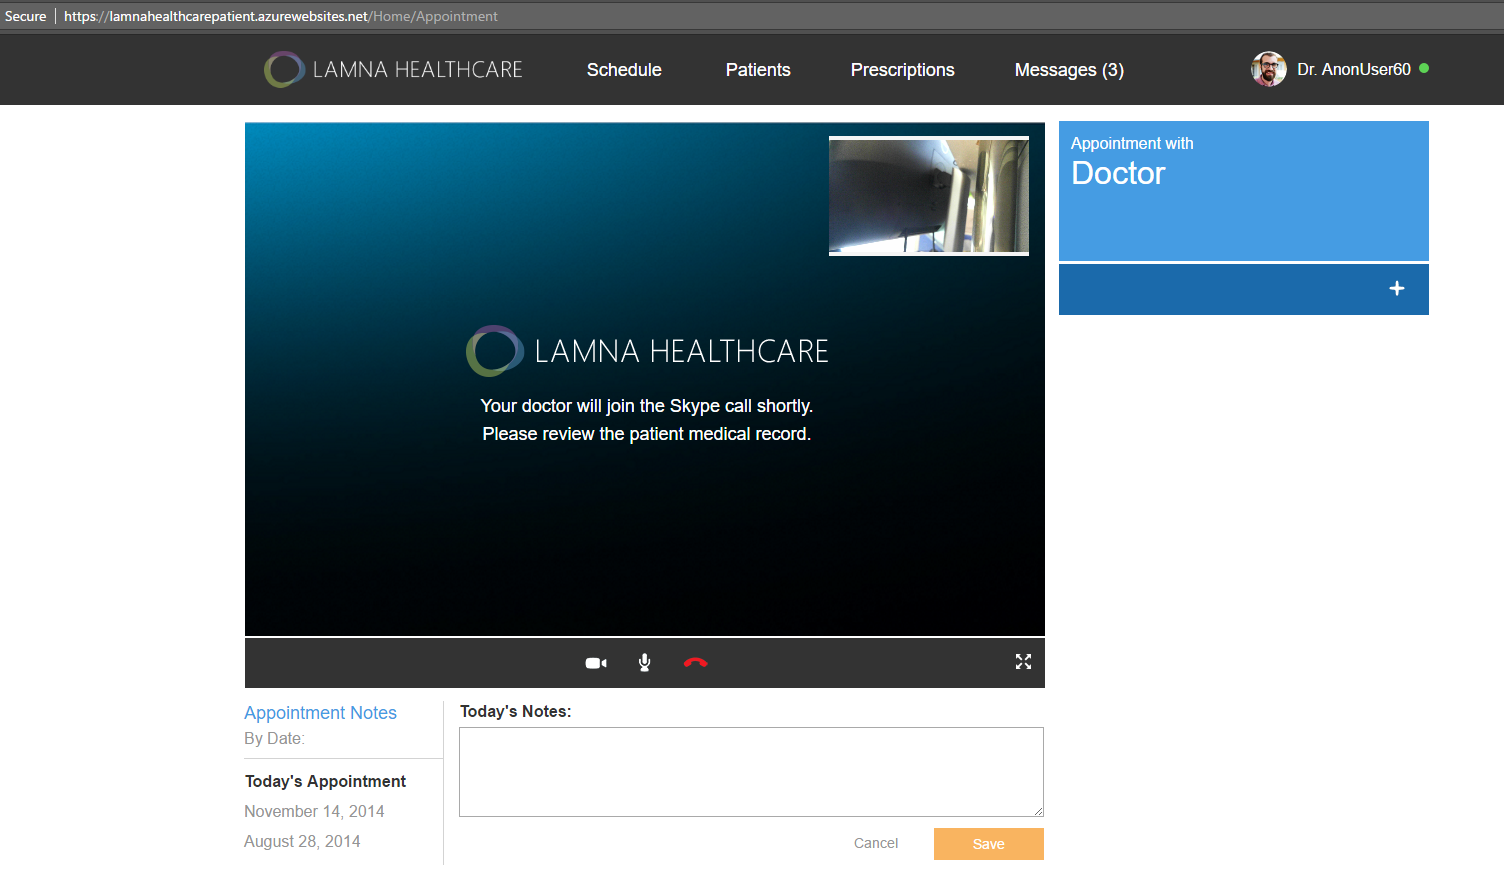 Secure
https://lamnahealthcarepatient.azurewebsites.net/Home/Appointment
LAMNA HEALTHCARE
Schedule
Patients
Prescriptions
Messages (3)
Dr. AnonUser60
Appointment with
Doctor
LAMNA HEALTHCARE
Your doctor will join the Skype call shortly.
Please review the patient medical record.
Appointment Notes
By Date:
Today's Appointment
November 14, 2014
August 28, 2014
Today's Notes:
Cancel
Save